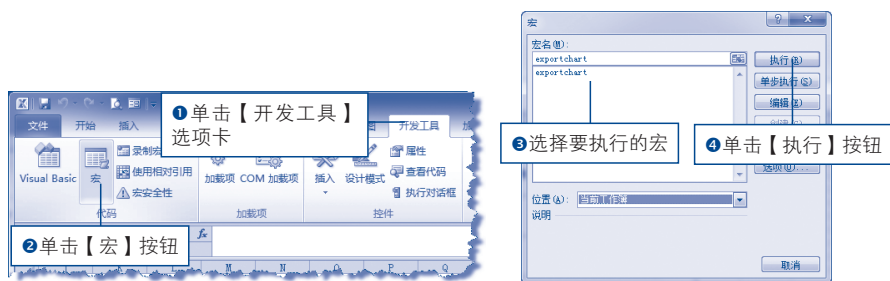 ❶单击【开发工具】
选项卡
文件 开始 插入 开发工具
Visual Basic 宏 录制宏
使用相对引用
宏安全性
代码
加载项 COM 加载项
加载项
插入 设计模式 属性
查看代码
执行对话框
控件
❷单击【宏】按钮
fx
M N O P Q
宏
宏名(M):
exportchart
exportchart
执行(R)
单步执行(S)
编辑(E)
❸选择要执行的宏
❹单击【执行】按钮
选项(O)...
位置(A): 当前工作簿
说明
取消